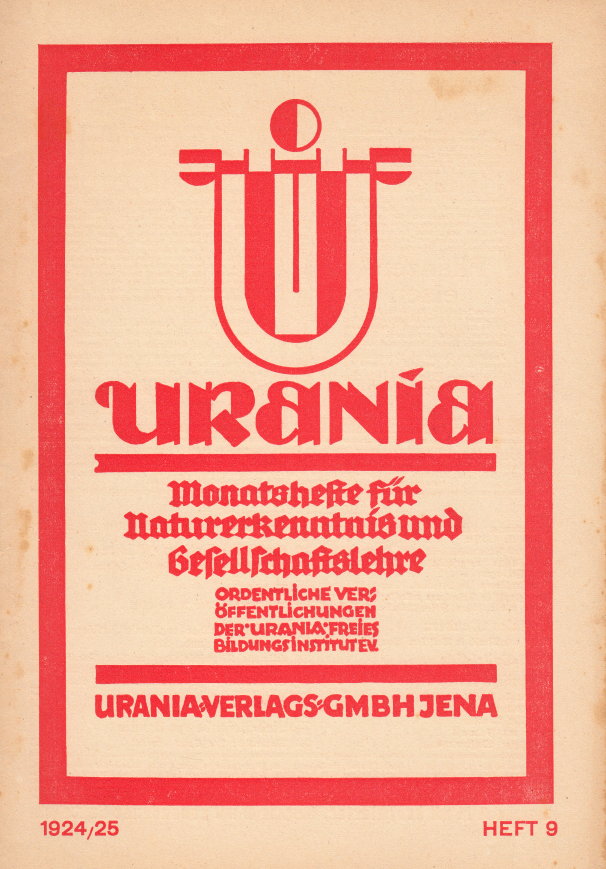 URANIA
Monatshefte für
Naturerkenntnis und
Gesellschaftslehre
ORDENTLICHE VER=
ÖFFENTLICHUNGEN
DER·URANIA·FREIES
BILDUNGSINSTITUT E.V.
URANIA=VERLAGS=GMBH JENA
1924/25
HEFT 9